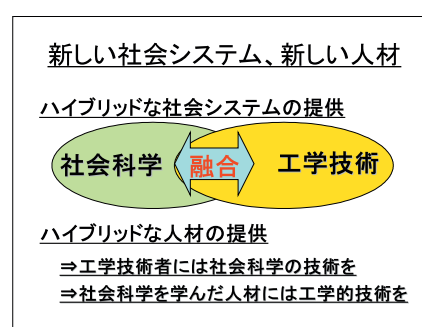 新しい社会システム、新しい人材
ハイブリッドな社会システムの提供
社会科学 融合 工学技術
ハイブリッドな人材の提供
⇒工学技術者には社会科学の技術を
⇒社会科学を学んだ人材には工学的技術を